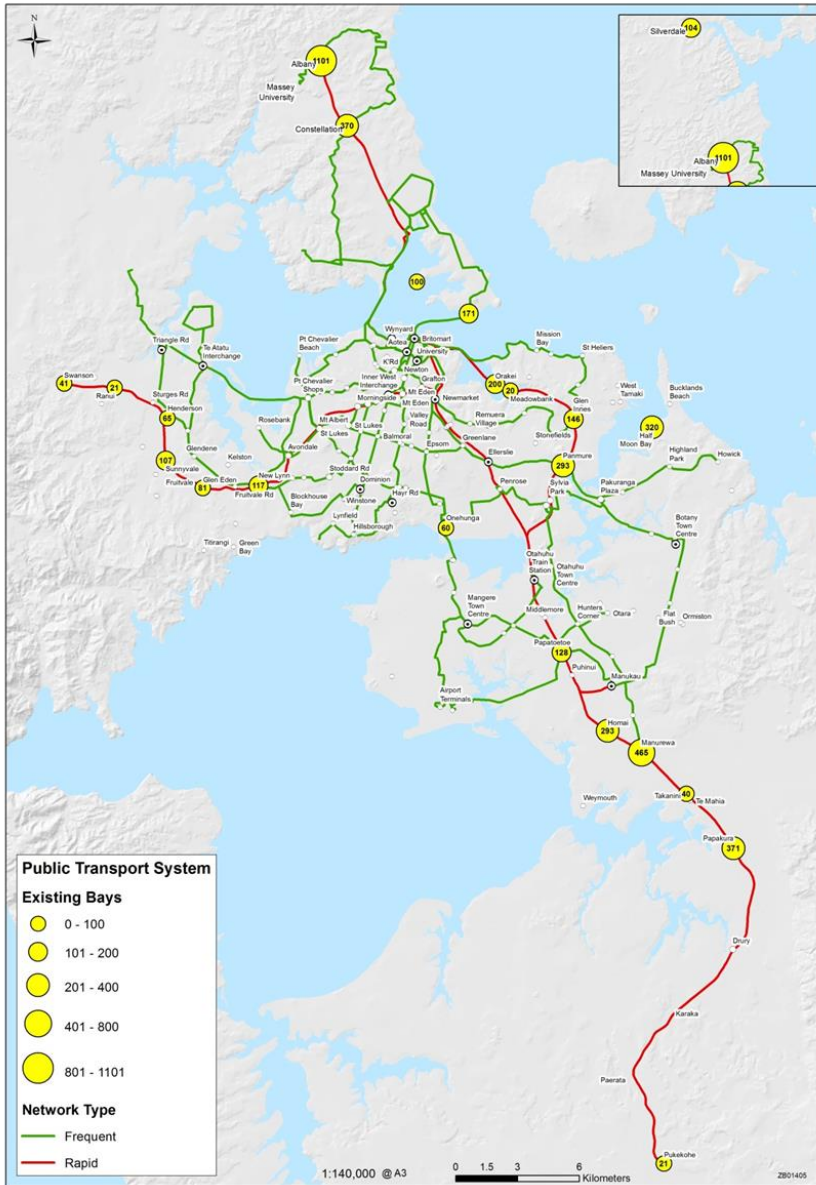 N
1101
Albany
Massey
University
370
Constellation
104
Silverdale
1101
Albany
Massey University
100
171
Wynyard
Britomart
Aotea
University
K'Rd
Newton
Inner West
Interchange
Grafton
Morningside
Mt Eden
Mt Eden
Newmarket
Pt Chevalier
Beach
Pt Chevalier
Shops
Triangle Rd
Te Atatu
Interchange
Swanson
41
21
Ranui
Sturges Rd
Henderson
65
Glendene
107
Sunnyvale
Kelston
Rosebank
Avondale
Mt Albert
St Lukes
St Lukes
Balmoral
Valley
Road
Epsom
Greenlane
Remuera
Village
Ellerslie
Mission
Bay
St Heliers
Orakei
200
20
Meadowbank
Glen
Innes
146
Stonefields
West
Tamaki
Bucklands
Beach
320
Half
Moon Bay
Panmure
293
Highland
Park
Howick
Pakuranga
Plaza
Sylvia
Park
Penrose
Fruitvale
Glen Eden
81
New Lynn
117
Fruitvale Rd
Stoddard Rd
Blockhouse
Bay
Dominion
Winstone
Hayr Rd
Lynfield
Hillsborough
Onehunga
60
Titirangi
Green
Bay
Botany
Town
Centre
Otahuhu
Train
Station
Otahuhu
Town
Centre
Mangere
Town
Centre
Middlemore
Hunters
Corner
Otara
Flat
Bush
Ormiston
Papatoetoe
128
Puhinui
Manukau
Airport
Terminals
Homai
293
Manurewa
465
Weymouth
Takanini
40
Te Mahia
Papakura
371
Drury
Karaka
Paerata
Pukekohe
21
Public Transport System
Existing Bays
0 - 100
101 - 200
201 - 400
401 - 800
801 - 1101
Network Type
Frequent
Rapid
1:140,000 @ A3
0 1.5 3 6
Kilometers
ZB01405